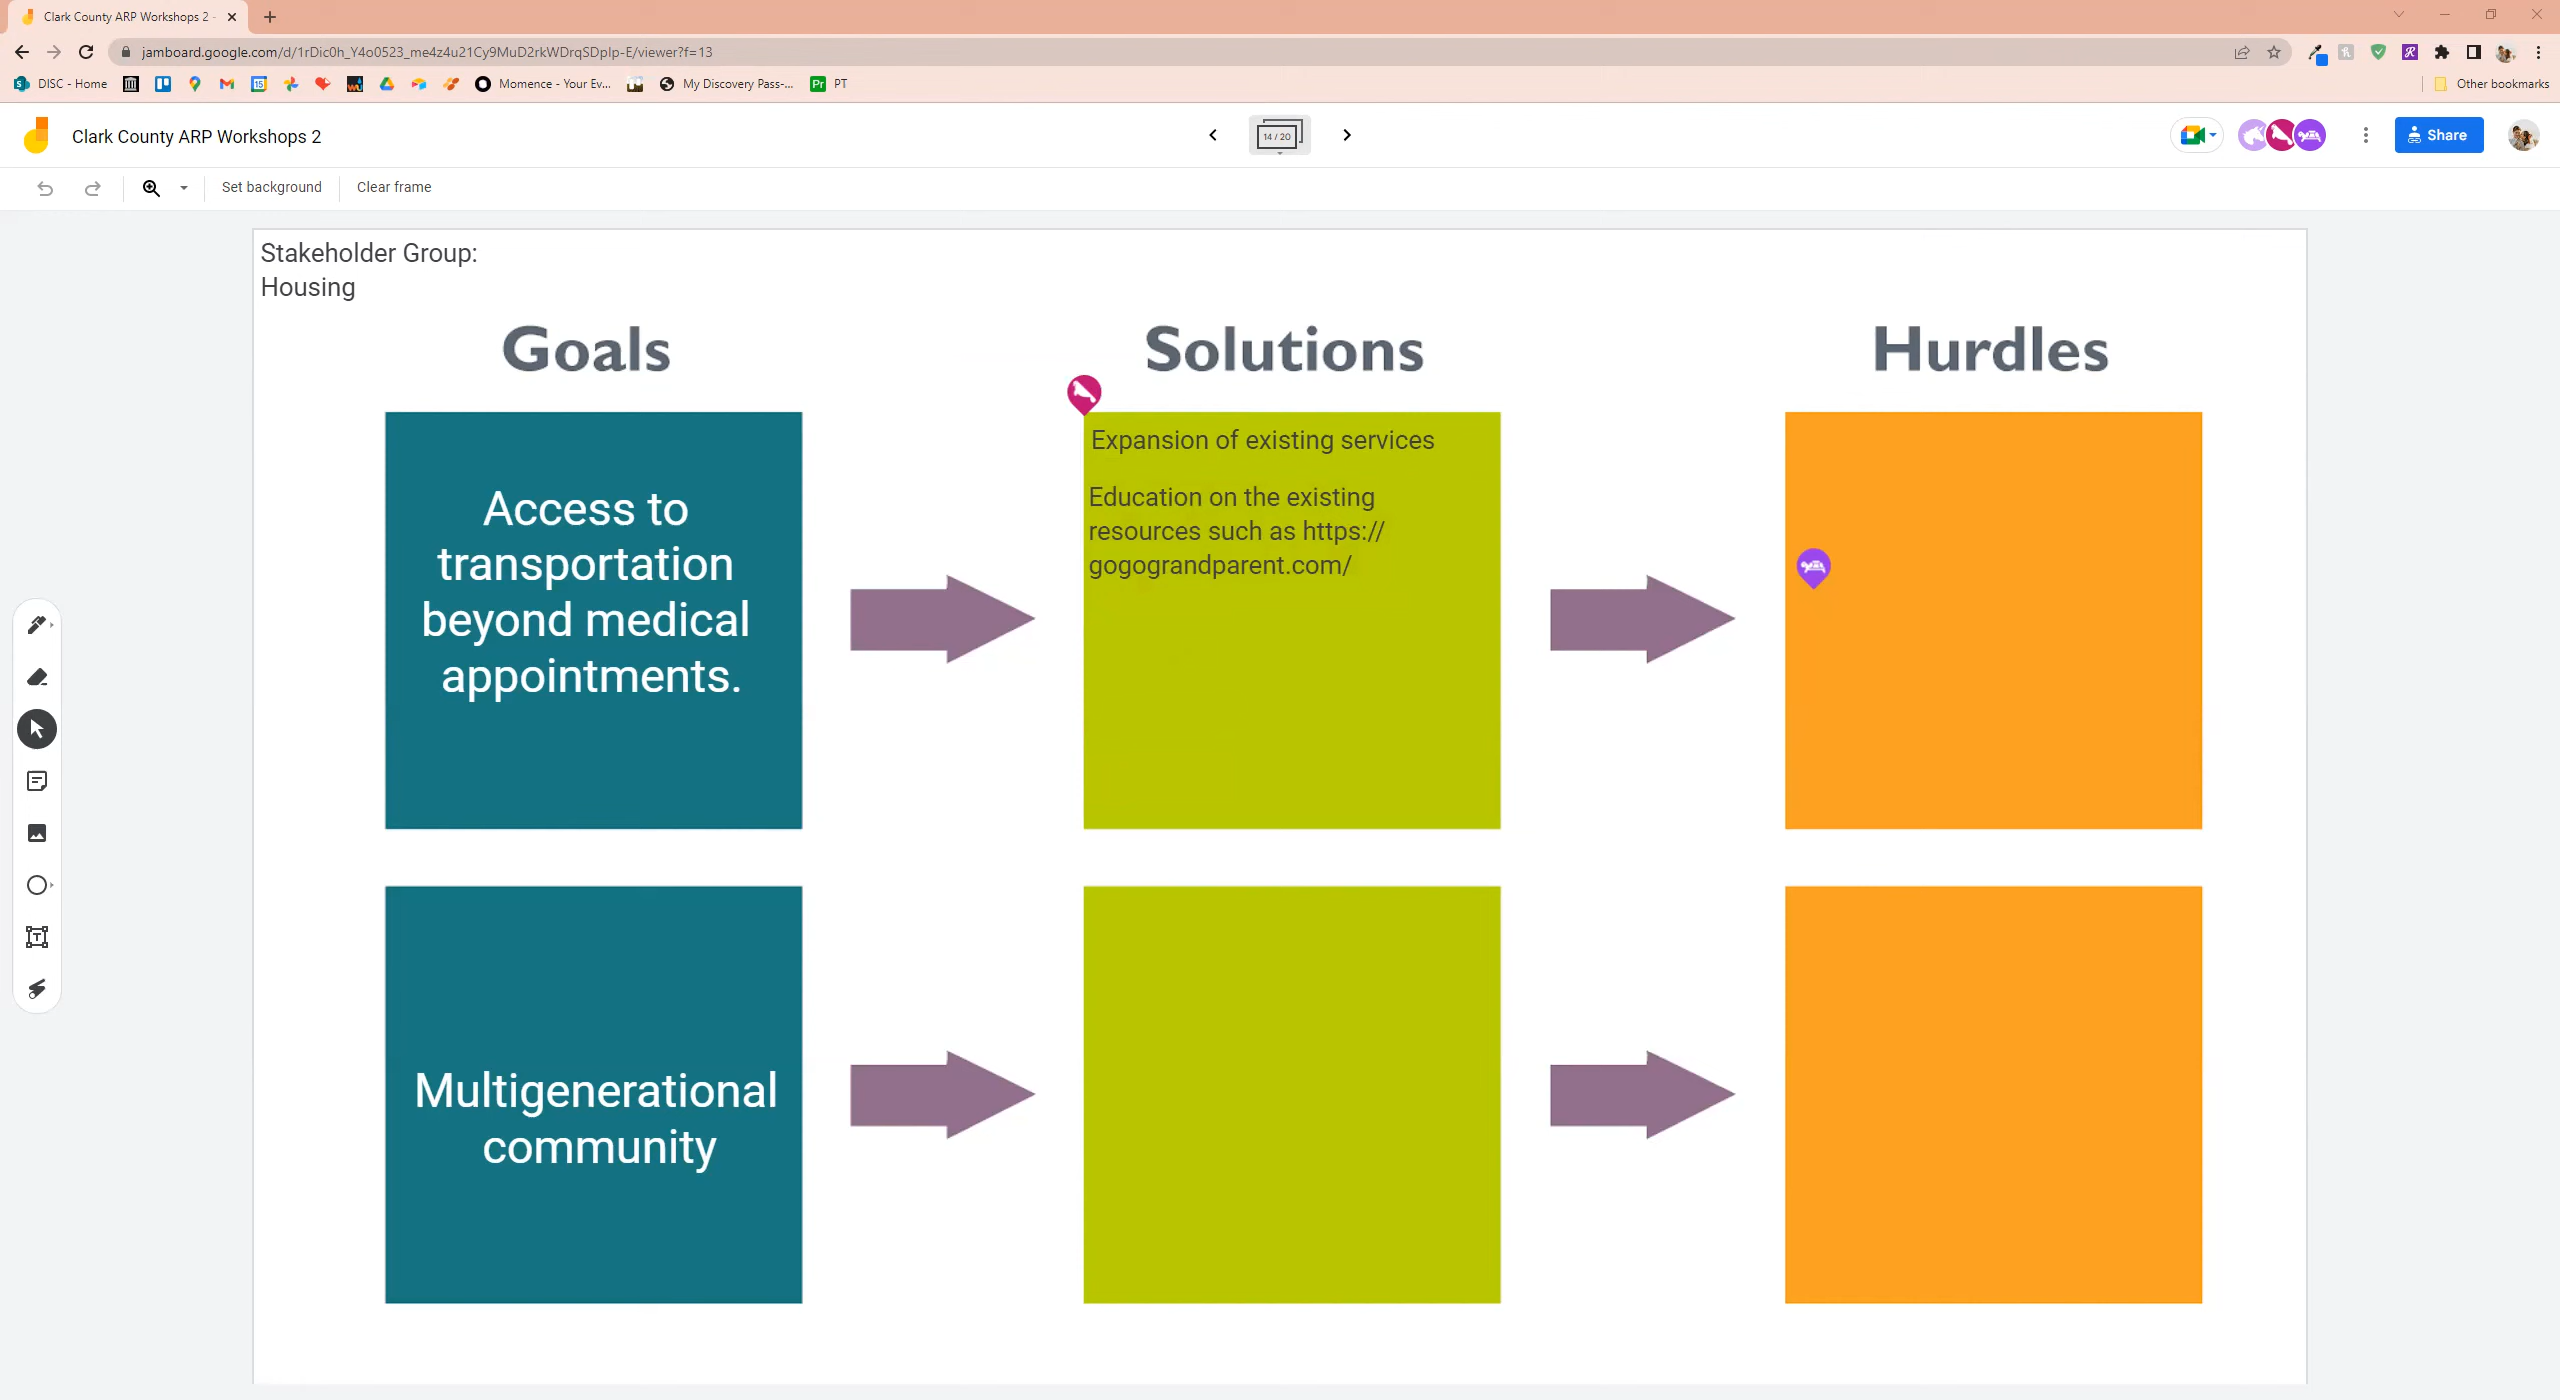 Clark County ARP Workshops 2 -
jamboard.google.com/d/1rDic0h_Y4o0523_me4z4u21Cy9MuD2rkWDrqSDplp-E/viewer?f=13
DISC - Home
15
Momence - Your Ev...
My Discovery Pass-...
Pr PT
Other bookmarks
Clark County ARP Workshops 2
14 / 20
Share
Set background
Clear frame
Stakeholder Group:
Housing
Goals
Solutions
Hurdles
Access to
transportation
beyond medical
appointments.
Expansion of existing services
Education on the existing
resources such as https://
gogograndparent.com/
Multigenerational
community